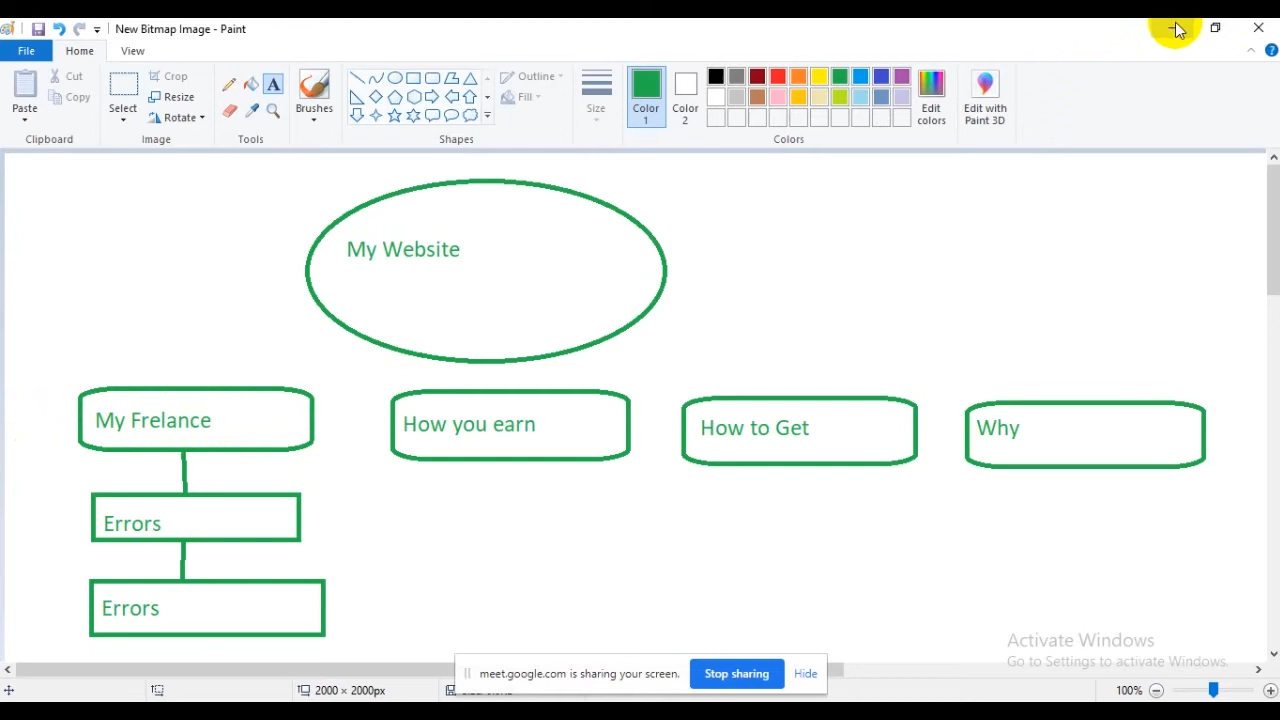 New Bitmap Image - Paint
File Home View
Paste
Cut
Copy
Clipboard
Select
Crop
Resize
Rotate
Image
A
Tools
Brushes
Outline
Fill
Shapes
Size
Color 1
Color 2
Edit colors
Colors
Edit with Paint 3D
My Website
My Frelance
How you earn
How to Get
Why
Errors
Errors
Activate Windows
Go to Settings to activate Windows.
meet.google.com is sharing your screen. Stop sharing Hide
2000 × 2000px
100%